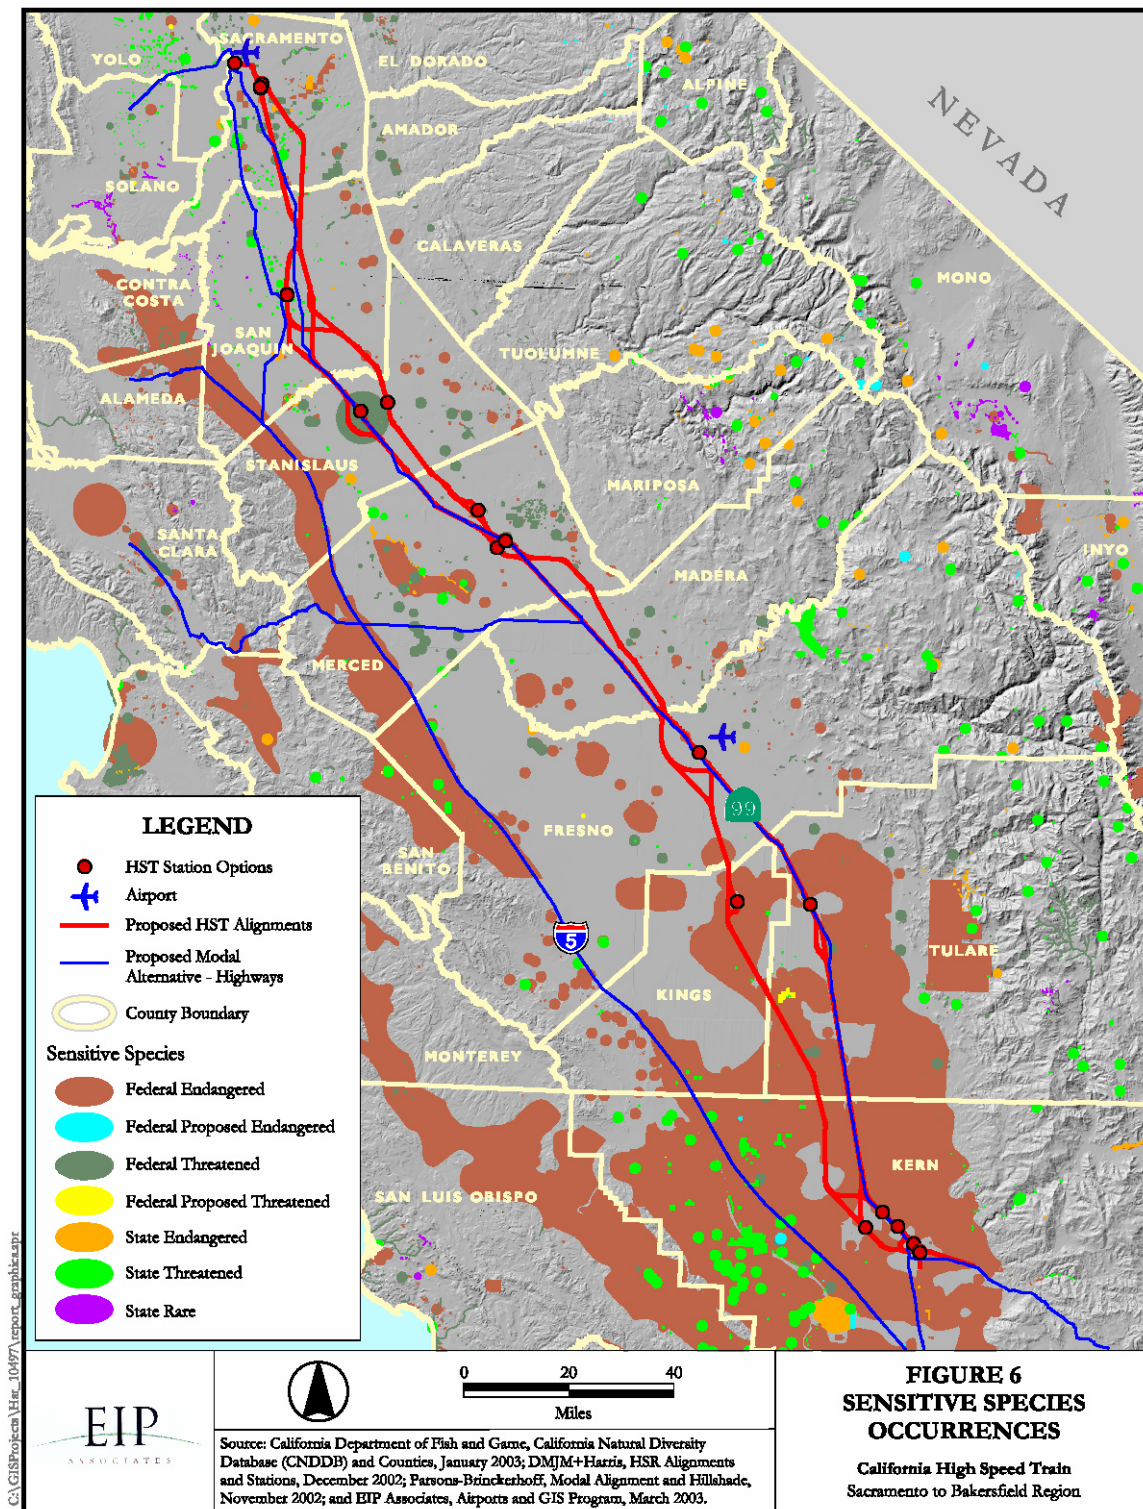 SACRAMENTO
YOLO
EL DORADO
ALPINE
NEVADA
AMADOR
SOLANO
CALAVERAS
MONO
CONTRA
COSTA
SAN
JOAQUIN
TUOLUMNE
ALAMEDA
STANISLAUS
MARIPOSA
SANTA
CLARA
INYO
MADERA
MERCED
99
FRESNO
SAN
BENITO
5
TULARE
KINGS
MONTEREY
KERN
SAN LUIS OBISPO
LEGEND
HST Station Options
Airport
Proposed HST Alignments
Proposed Modal
Alternative - Highways
County Boundary
Sensitive Species
Federal Endangered
Federal Proposed Endangered
Federal Threatened
Federal Proposed Threatened
State Endangered
State Threatened
State Rare
C:\GISProjects\Har_10497\report_graphics.apr
EIP
ASSOCIATES
0 20 40
Miles
Source: California Department of Fish and Game, California Natural Diversity
Database (CNDDB) and Counties, January 2003; DMJM+Harris, HSR Alignments
and Stations, December 2002; Parsons-Brinckerhoff, Modal Alignment and Hillshade,
November 2002; and EIP Associates, Airports and GIS Program, March 2003.
FIGURE 6
SENSITIVE SPECIES
OCCURRENCES
California High Speed Train
Sacramento to Bakersfield Region